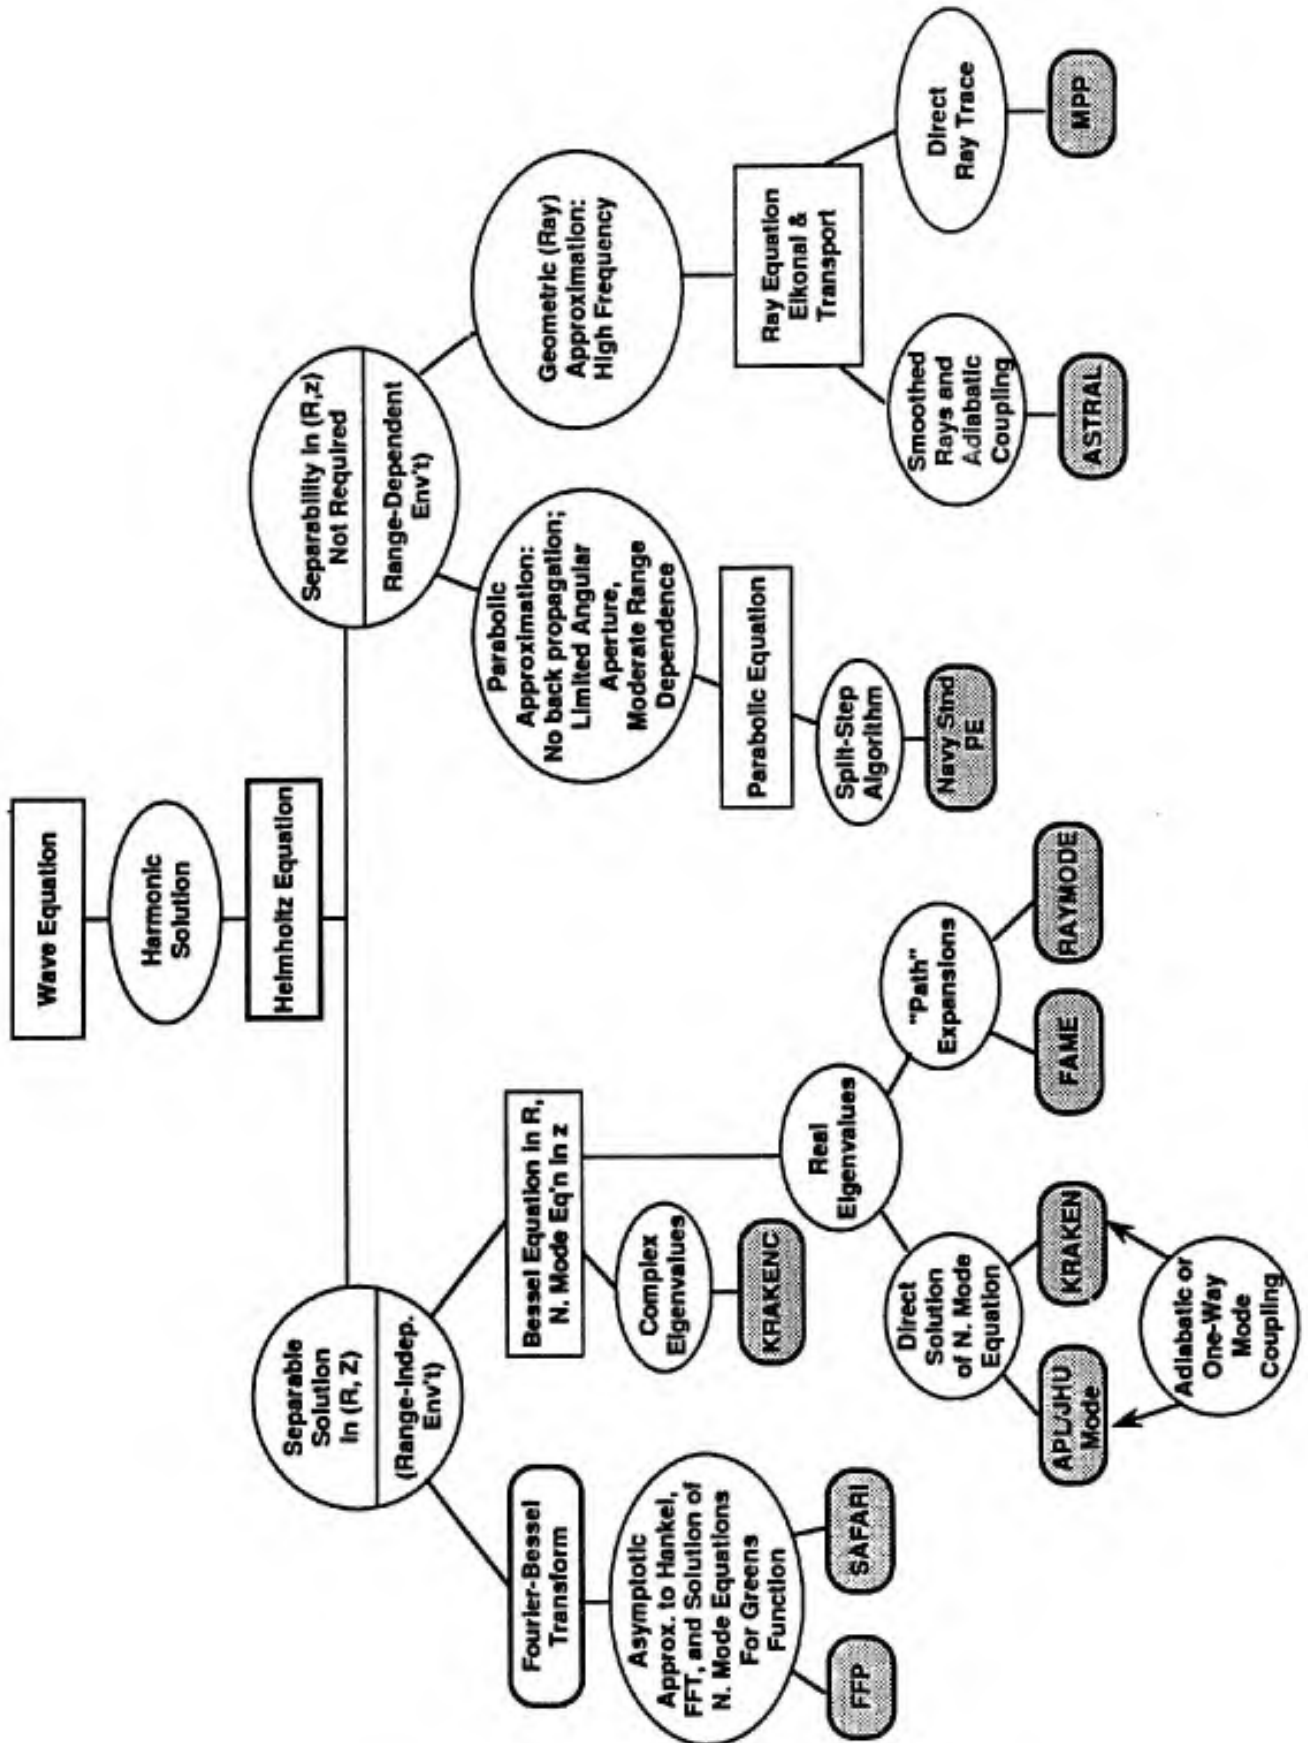 Wave Equation
Harmonic
Solution
Helmholtz Equation
Separable
Solution
In (R, Z)
(Range-Indep.
Env't)
Separability in (R,z)
Not Required
Range-Dependent
Env't)
Fourier-Bessel
Transform
Asymptotic
Approx. to Hankel,
FFT, and Solution of
N. Mode Equations
For Greens
Function
FFP
SAFARI
Bessel Equation in R,
N. Mode Eq'n in z
Complex
Eigenvalues
KRAKENC
Real
Eigenvalues
Direct
Solution
of N. Mode
Equation
APL/JHU
Mode
KRAKEN
Adiabatic or
One-Way
Mode
Coupling
"Path"
Expansions
FAME
RAYMODE
Parabolic
Approximation:
No back propagation;
Limited Angular
Aperture,
Moderate Range
Dependence
Parabolic Equation
Split-Step
Algorithm
Navy Stnd
PE
Geometric (Ray)
Approximation:
High Frequency
Ray Equation
Eikonal &
Transport
Smoothed
Rays and
Adiabatic
Coupling
ASTRAL
Direct
Ray Trace
MPP